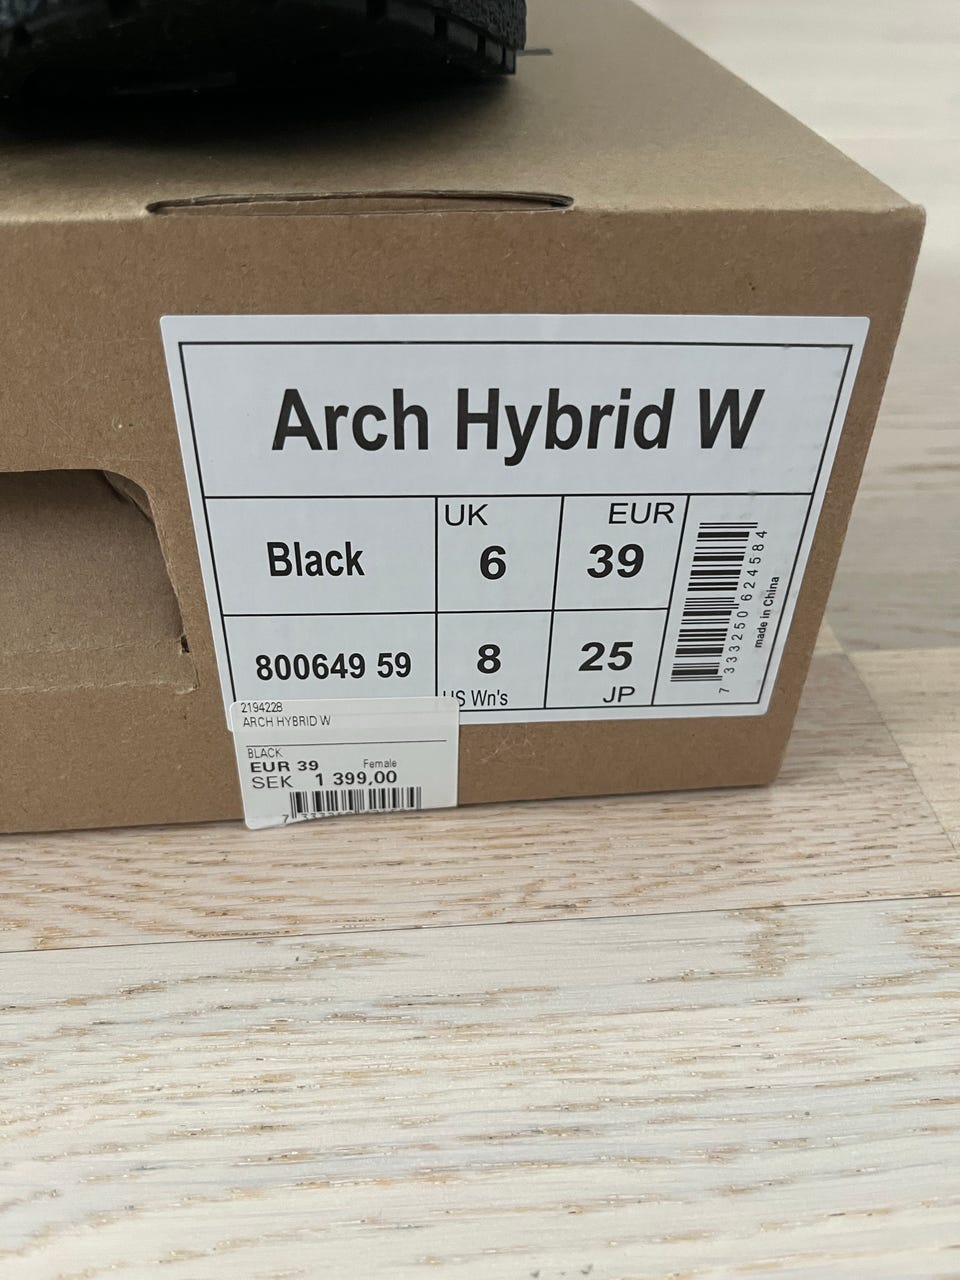 Arch Hybrid W
Black
UK
6
EUR
39
800649 59
8
US Wn's
25
JP
7 333250 624584
made in China
2194228
ARCH HYBRID W
BLACK
EUR 39 Female
SEK 1 399,00